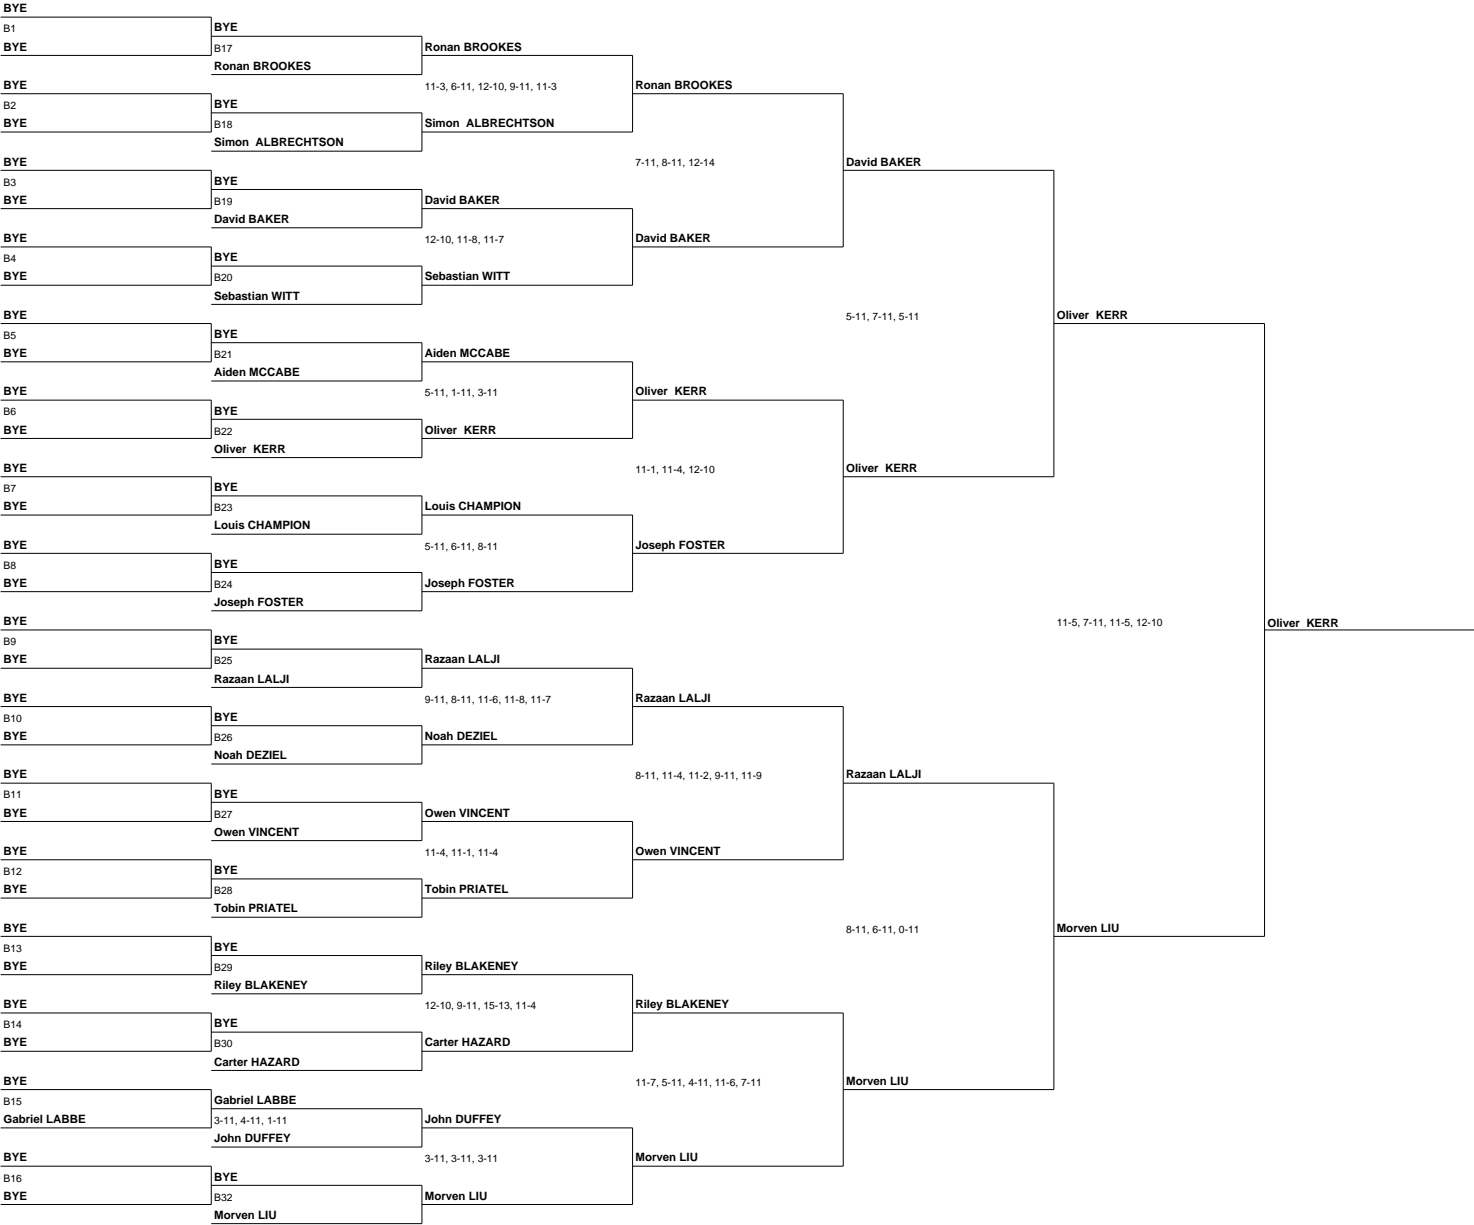 BYE
B1
BYE
BYE
B17
Ronan BROOKES
Ronan BROOKES
BYE
B2
BYE
11-3, 6-11, 12-10, 9-11, 11-3
Ronan BROOKES
BYE
B18
Simon ALBRECHTSON
Simon ALBRECHTSON
BYE
B3
BYE
7-11, 8-11, 12-14
David BAKER
BYE
B19
David BAKER
David BAKER
BYE
B4
BYE
12-10, 11-8, 11-7
David BAKER
BYE
B20
Sebastian WITT
Sebastian WITT
BYE
B5
BYE
5-11, 7-11, 5-11
Oliver KERR
BYE
B21
Aiden MCCABE
Aiden MCCABE
BYE
B6
BYE
5-11, 1-11, 3-11
Oliver KERR
BYE
B22
Oliver KERR
Oliver KERR
BYE
B7
BYE
11-1, 11-4, 12-10
Oliver KERR
BYE
B23
Louis CHAMPION
Louis CHAMPION
BYE
B8
BYE
5-11, 6-11, 8-11
Joseph FOSTER
BYE
B24
Joseph FOSTER
Joseph FOSTER
BYE
B9
BYE
11-5, 7-11, 11-5, 12-10
Oliver KERR
BYE
B25
Razaan LALJI
Razaan LALJI
BYE
B10
BYE
9-11, 8-11, 11-6, 11-8, 11-7
Razaan LALJI
BYE
B26
Noah DEZIEL
Noah DEZIEL
BYE
B11
BYE
8-11, 11-4, 11-2, 9-11, 11-9
Razaan LALJI
BYE
B27
Owen VINCENT
Owen VINCENT
BYE
B12
BYE
11-4, 11-1, 11-4
Owen VINCENT
BYE
B28
Tobin PRIATEL
Tobin PRIATEL
BYE
B13
BYE
8-11, 6-11, 0-11
Morven LIU
BYE
B29
Riley BLAKENEY
Riley BLAKENEY
BYE
B14
BYE
12-10, 9-11, 15-13, 11-4
Riley BLAKENEY
BYE
B30
Carter HAZARD
Carter HAZARD
BYE
B15
Gabriel LABBE
11-7, 5-11, 4-11, 11-6, 7-11
Morven LIU
Gabriel LABBE
3-11, 4-11, 1-11
John DUFFEY
John DUFFEY
BYE
B16
BYE
3-11, 3-11, 3-11
Morven LIU
BYE
B32
Morven LIU
Morven LIU